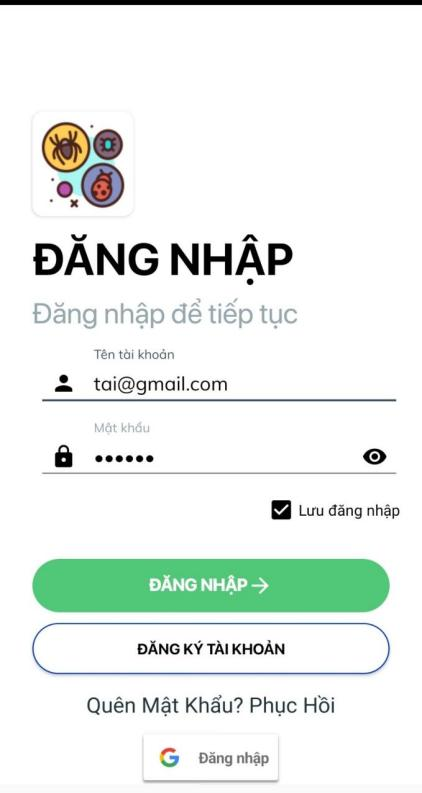 ĐĂNG NHẬP
Đăng nhập để tiếp tục
Tên tài khoản
tai@gmail.com
Mật khẩu
••••••
Lưu đăng nhập
ĐĂNG NHẬP →
ĐĂNG KÝ TÀI KHOẢN
Quên Mật Khẩu? Phục Hồi
G Đăng nhập